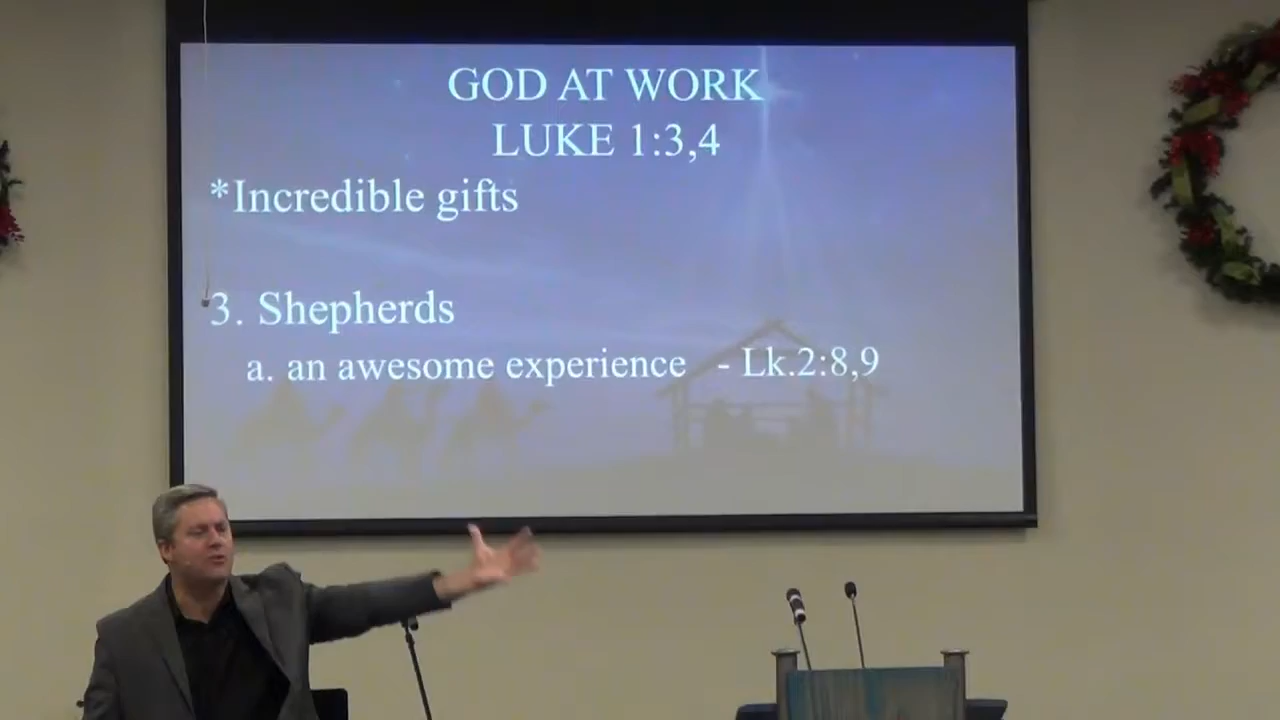 GOD AT WORK
LUKE 1:3,4
*Incredible gifts
3. Shepherds
a. an awesome experience - Lk.2:8,9